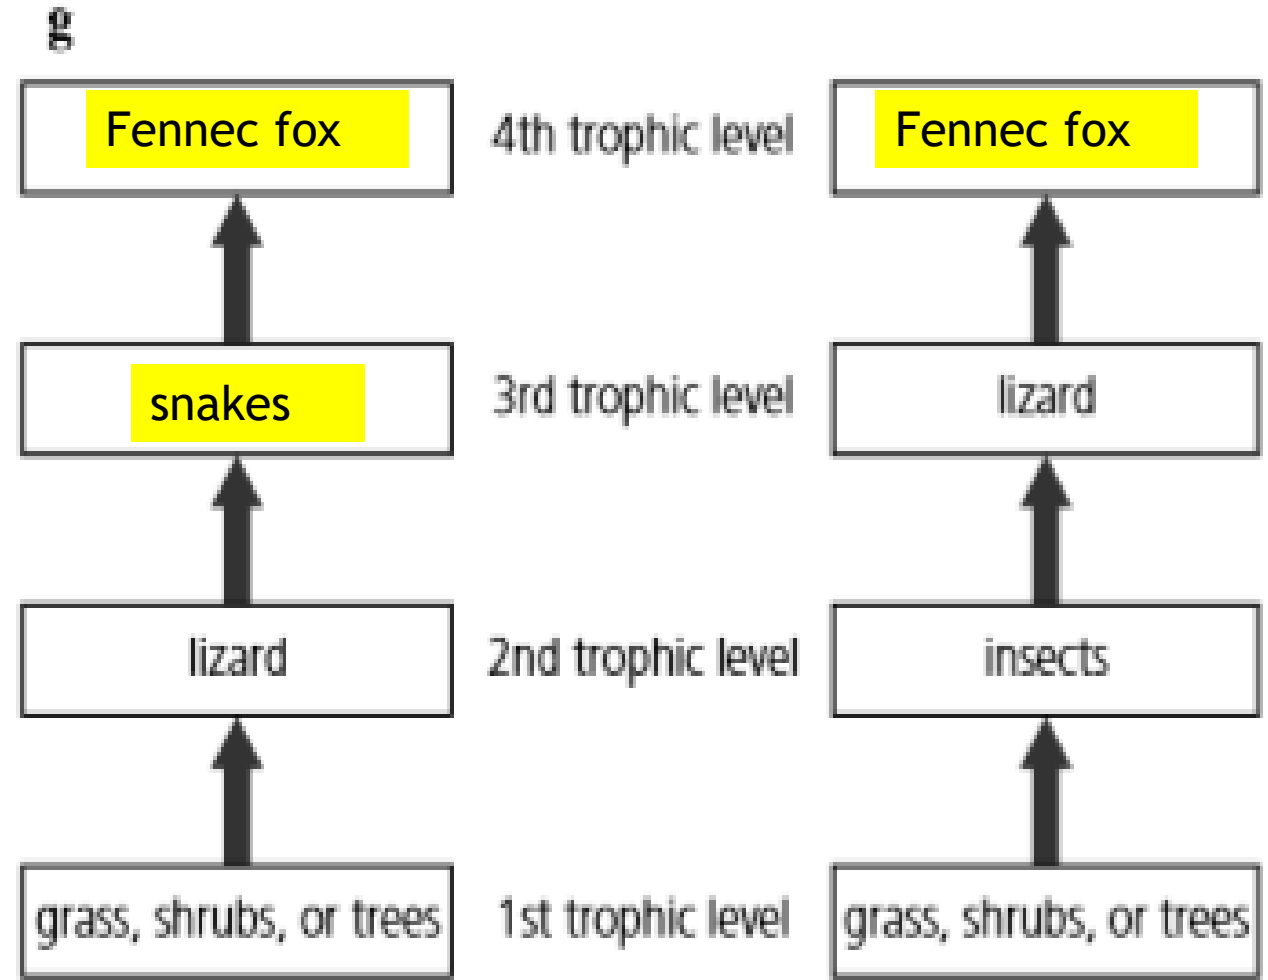 g
Fennec fox 4th trophic level Fennec fox
snakes 3rd trophic level lizard
lizard 2nd trophic level insects
grass, shrubs, or trees 1st trophic level grass, shrubs, or trees